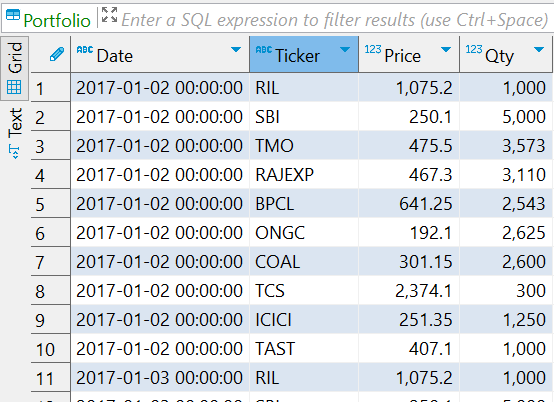 Portfolio Enter a SQL expression to filter results (use Ctrl+Space)
Grid
Text
ABC Date ABC Ticker 123 Price 123 Qty
1 2017-01-02 00:00:00 RIL 1,075.2 1,000
2 2017-01-02 00:00:00 SBI 250.1 5,000
3 2017-01-02 00:00:00 TMO 475.5 3,573
4 2017-01-02 00:00:00 RAJEXP 467.3 3,110
5 2017-01-02 00:00:00 BPCL 641.25 2,543
6 2017-01-02 00:00:00 ONGC 192.1 2,625
7 2017-01-02 00:00:00 COAL 301.15 2,600
8 2017-01-02 00:00:00 TCS 2,374.1 300
9 2017-01-02 00:00:00 ICICI 251.35 1,250
10 2017-01-02 00:00:00 TAST 407.1 1,000
11 2017-01-03 00:00:00 RIL 1,075.2 1,000